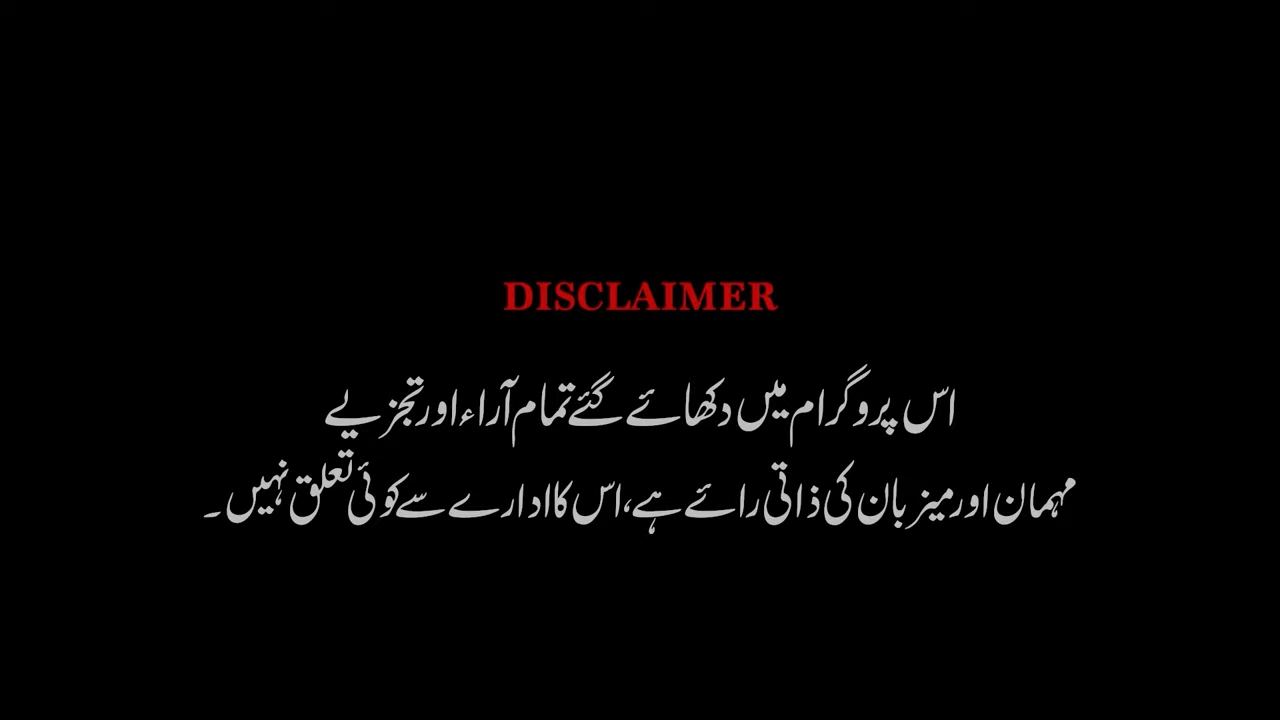 DISCLAIMER
اس پروگرام میں دکھائے گئے تمام آراء اور تجزیے
مہمان اور میزبان کی ذاتی رائے ہے، اس کا ادارے سے کوئی تعلق نہیں۔